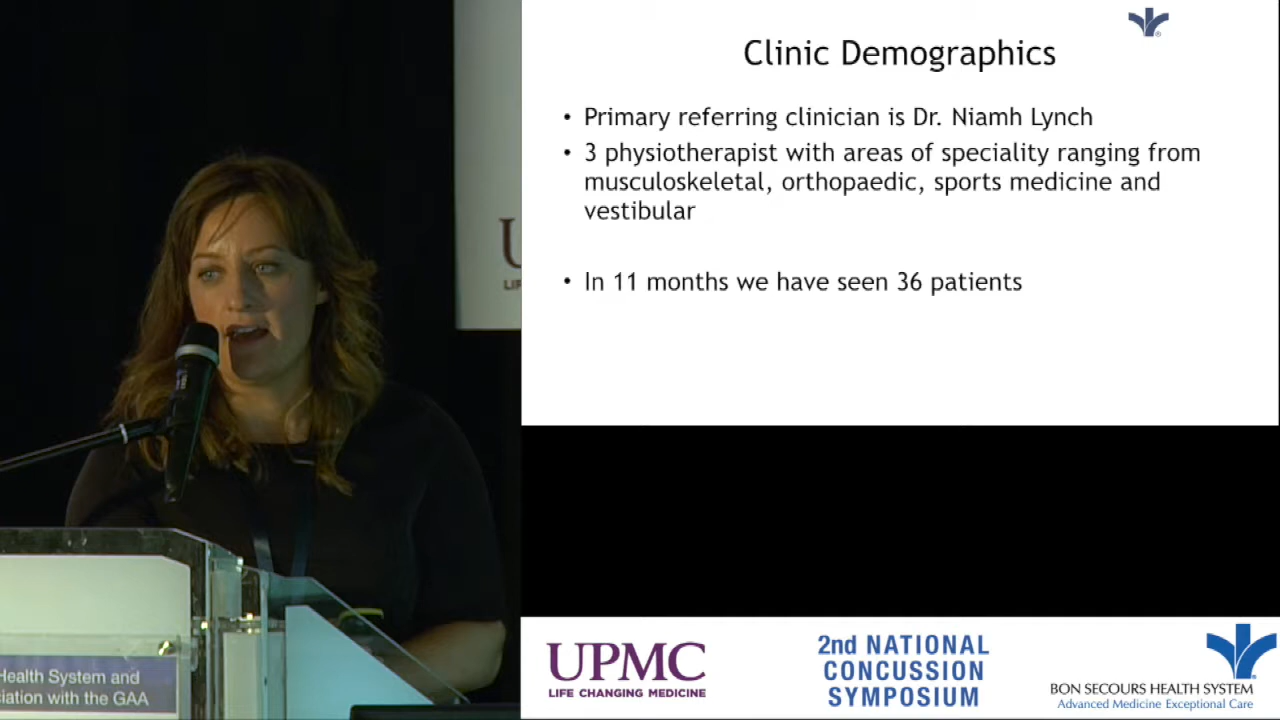 Clinic Demographics
• Primary referring clinician is Dr. Niamh Lynch
• 3 physiotherapist with areas of speciality ranging from
musculoskeletal, orthopaedic, sports medicine and
vestibular
• In 11 months we have seen 36 patients
Health System and
ciation with the GAA
UPMC
LIFE CHANGING MEDICINE
2nd NATIONAL
CONCUSSION
SYMPOSIUM
BON SECOURS HEALTH SYSTEM
Advanced Medicine Exceptional Care